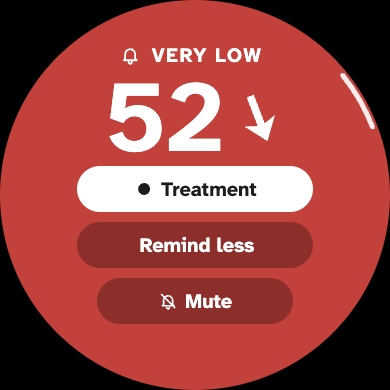 VERY LOW
52
Treatment
Remind less
Mute